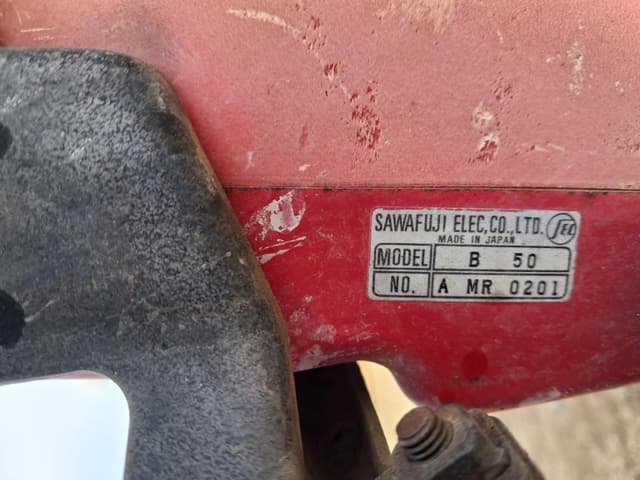 SAWAFUJI ELEC,CO.,LTD. SEC
MADE IN JAPAN
MODEL B 50
NO. A MR 0201